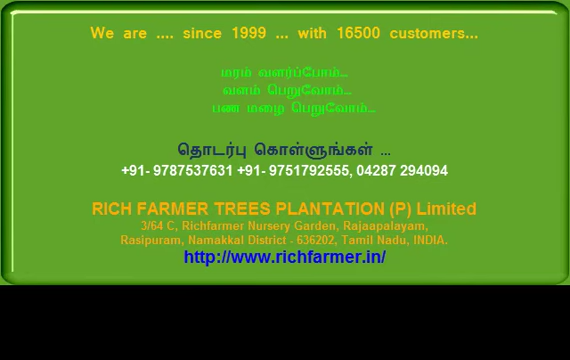 We are .... since 1999 ... with 16500 customers...
மரம் வளர்ப்போம்...
வளம் பெறுவோம்...
பண மழை பெறுவோம்...
தொடர்பு கொள்ளுங்கள் ...
+91- 9787537631 +91- 9751792555, 04287 294094
RICH FARMER TREES PLANTATION (P) Limited
3/64 C, Richfarmer Nursery Garden, Rajaapalayam,
Rasipuram, Namakkal District - 636202, Tamil Nadu, INDIA.
http://www.richfarmer.in/